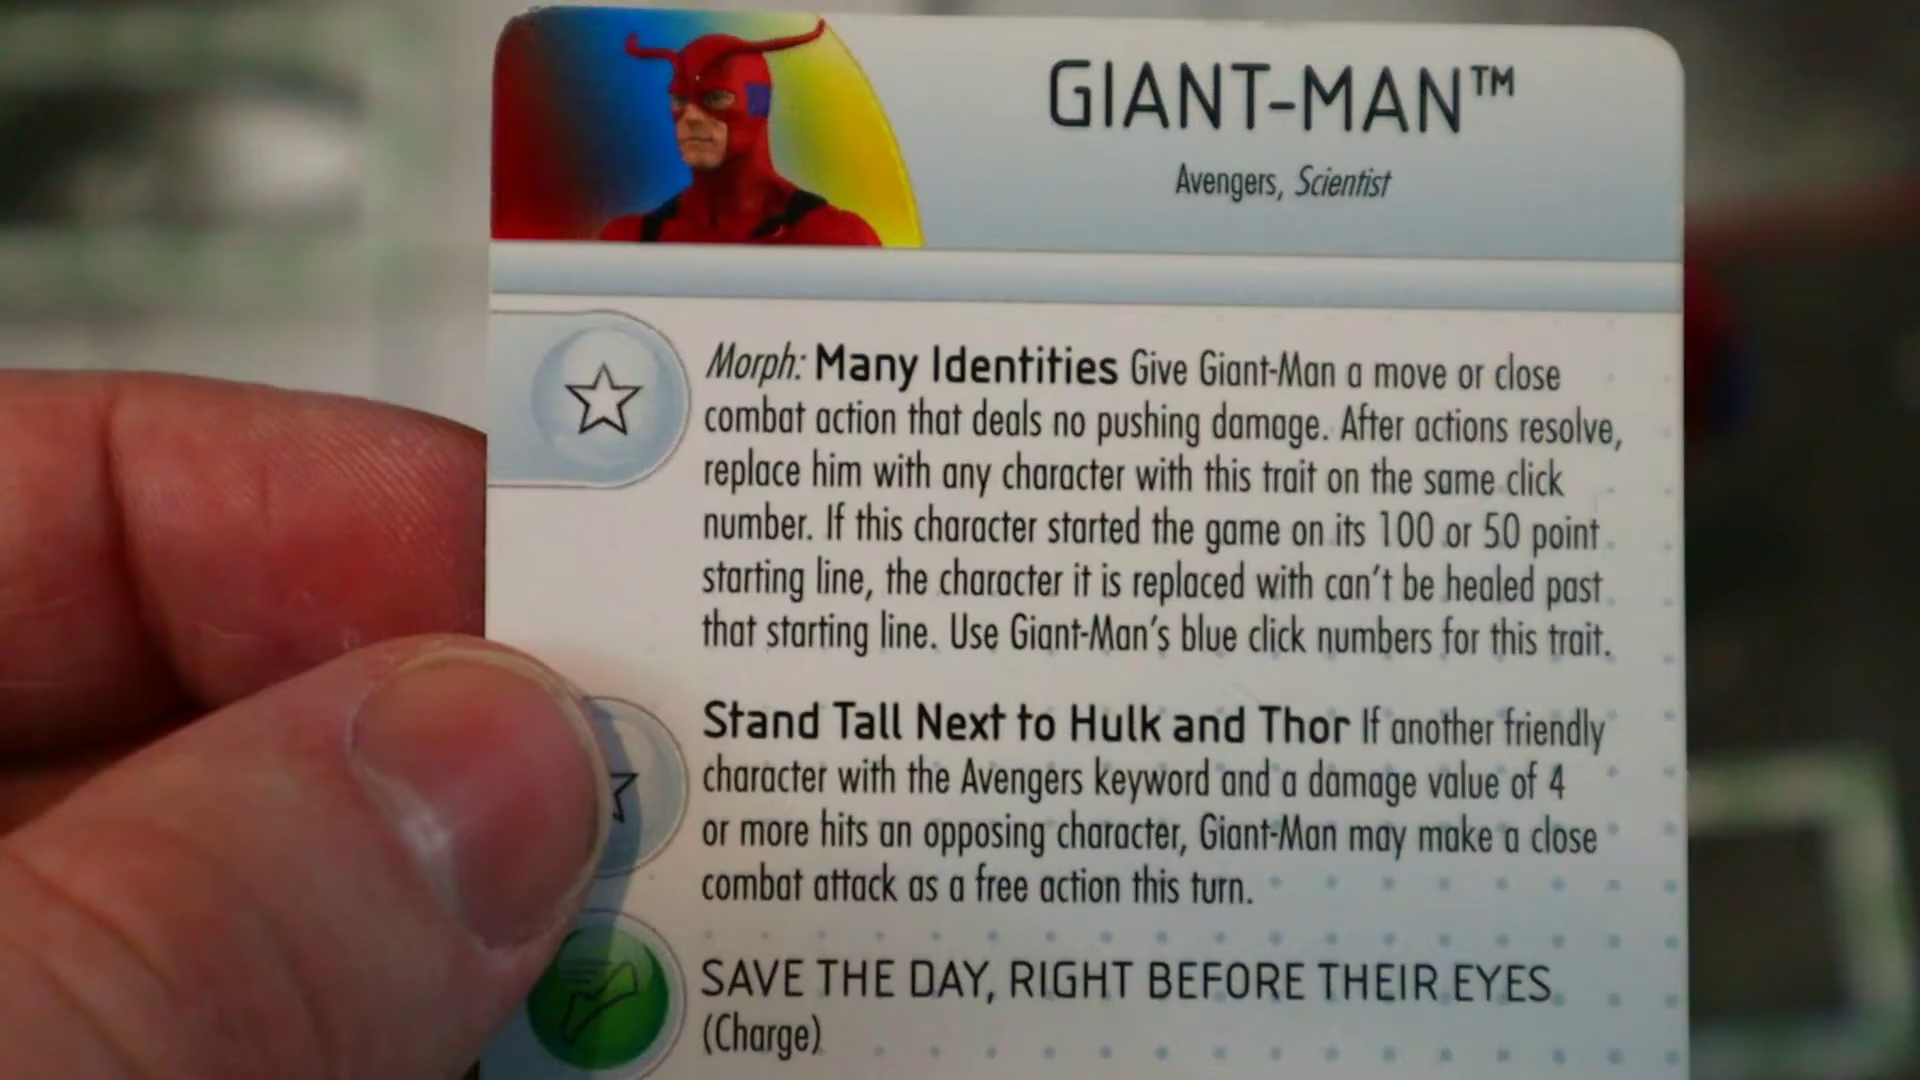 GIANT-MAN™
Avengers, Scientist
Morph: Many Identities Give Giant-Man a move or close
combat action that deals no pushing damage. After actions resolve,
replace him with any character with this trait on the same click
number. If this character started the game on its 100 or 50 point
starting line, the character it is replaced with can't be healed past
that starting line. Use Giant-Man's blue click numbers for this trait.
Stand Tall Next to Hulk and Thor If another friendly
character with the Avengers keyword and a damage value of 4
or more hits an opposing character, Giant-Man may make a close
combat attack as a free action this turn.
SAVE THE DAY, RIGHT BEFORE THEIR EYES
(Charge)